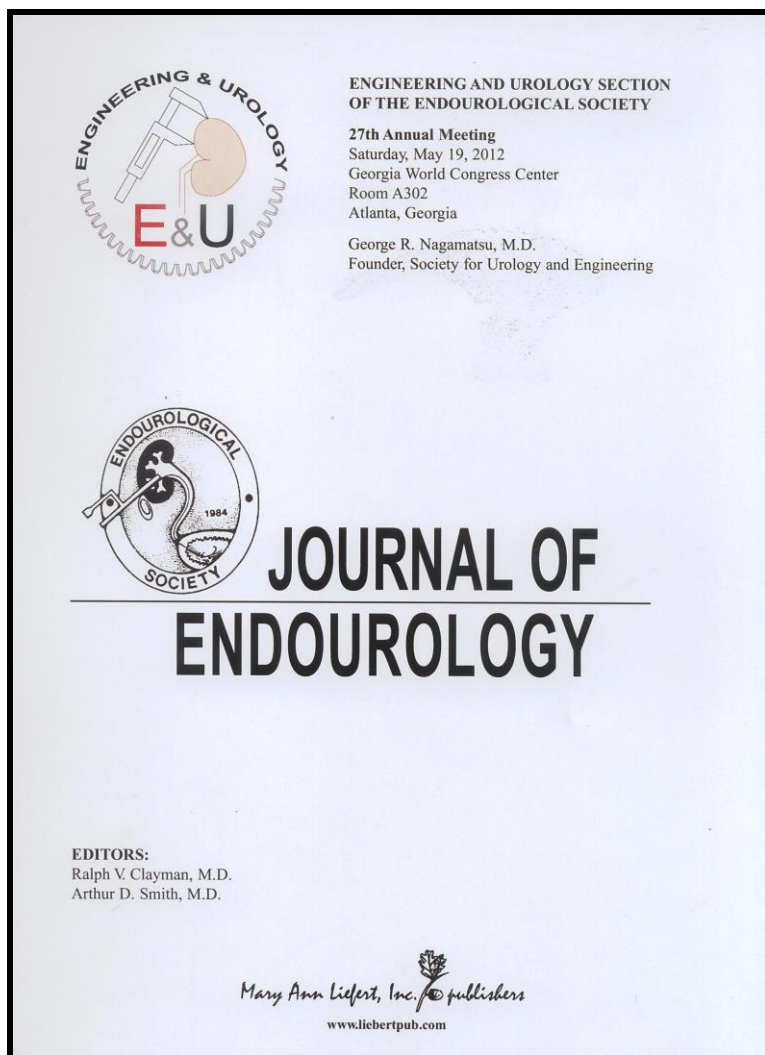 ENGINEERING & UROLOGY
E&U
ENGINEERING AND UROLOGY SECTION
OF THE ENDOUROLOGICAL SOCIETY
27th Annual Meeting
Saturday, May 19, 2012
Georgia World Congress Center
Room A302
Atlanta, Georgia
George R. Nagamatsu, M.D.
Founder, Society for Urology and Engineering
ENDOUROLOGICAL
1984
SOCIETY
JOURNAL OF
ENDOUROLOGY
EDITORS:
Ralph V. Clayman, M.D.
Arthur D. Smith, M.D.
Mary Ann Liebert, Inc. publishers
www.liebertpub.com